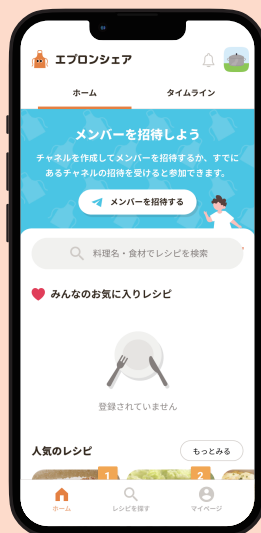 エプロンシェア
ホーム
タイムライン
メンバーを招待しよう
チャネルを作成してメンバーを招待するか、すでに
あるチャネルの招待を受けると参加できます。
メンバーを招待する
料理名・食材でレシピを検索
みんなのお気に入りレシピ
登録されていません
人気のレシピ
もっとみる
1
2
ホーム
レシピを探す
マイページ